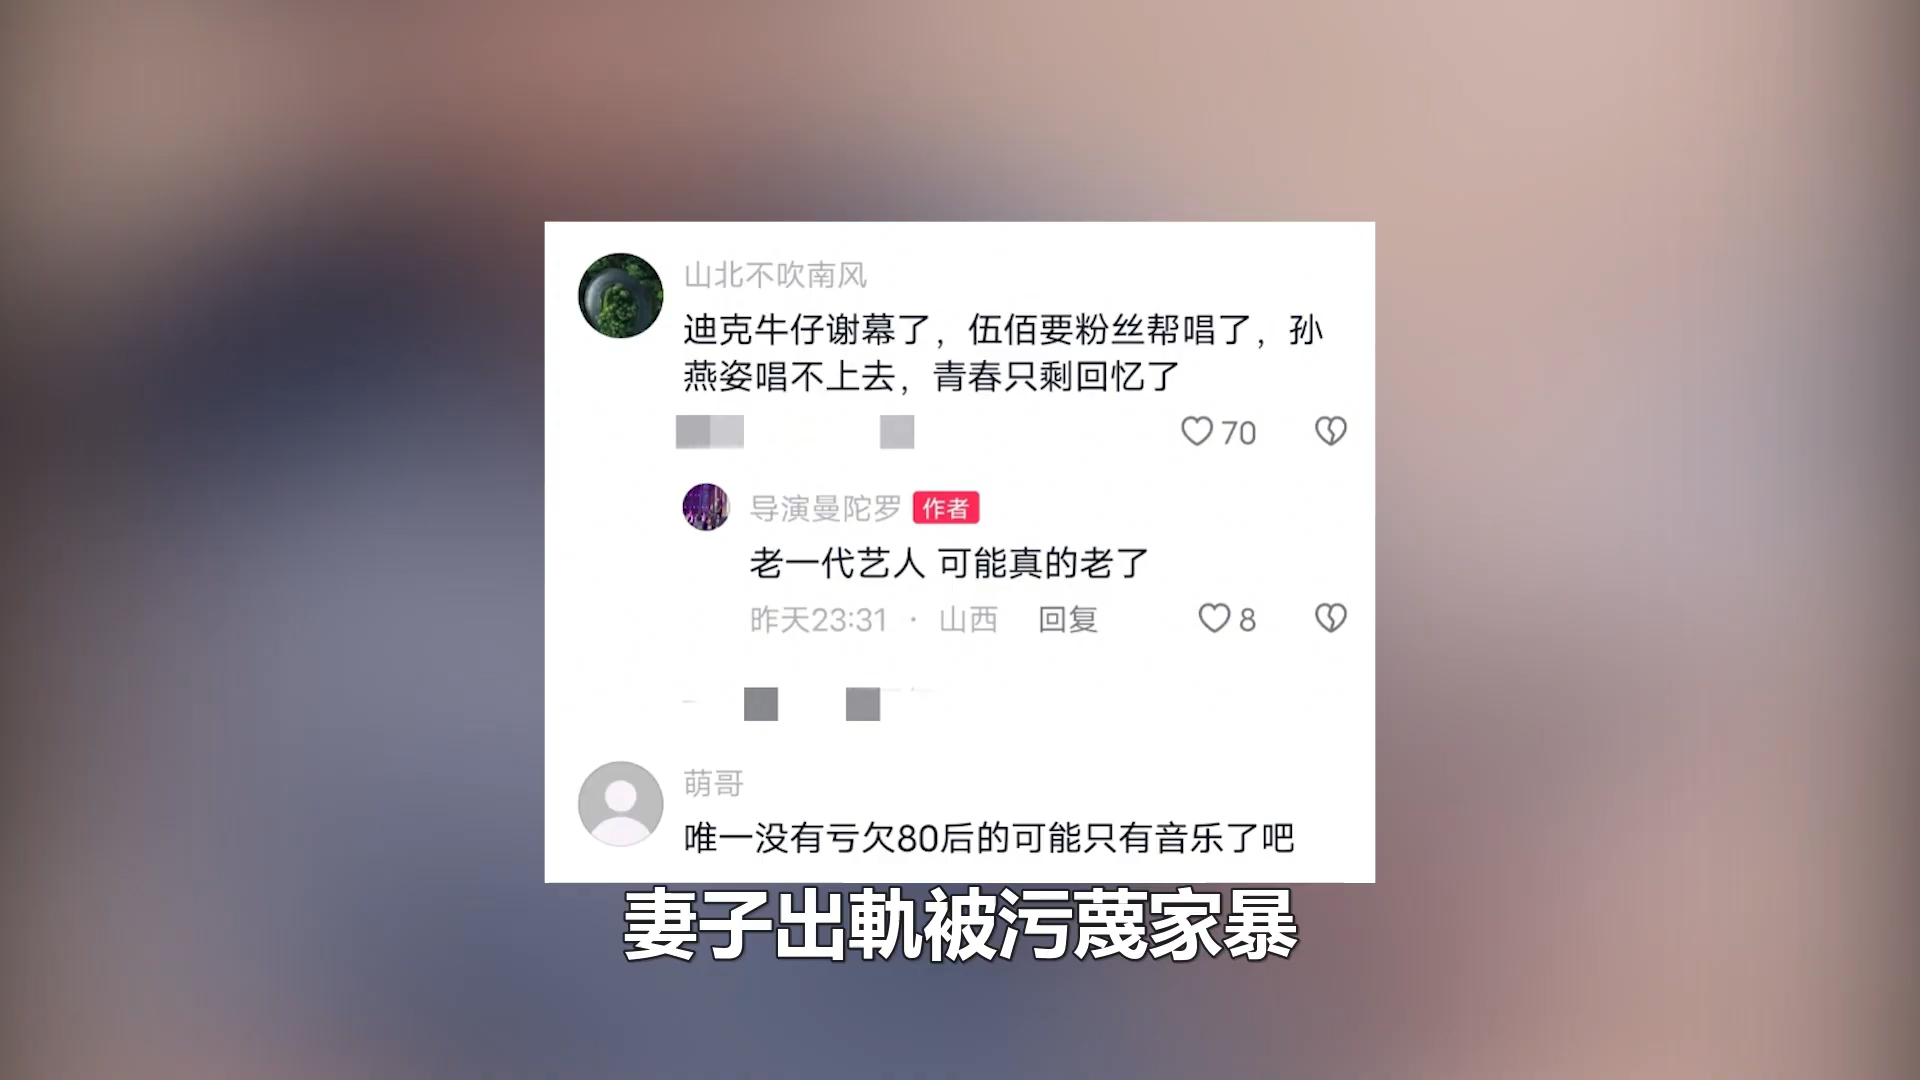 山北不吹南风
迪克牛仔谢幕了，伍佰要粉丝帮唱了，孙
燕姿唱不上去，青春只剩回忆了
70
导演曼陀罗 作者
老一代艺人 可能真的老了
昨天23:31 · 山西 回复 8
萌哥
唯一没有亏欠80后的可能只有音乐了吧
妻子出軌被污蔑家暴